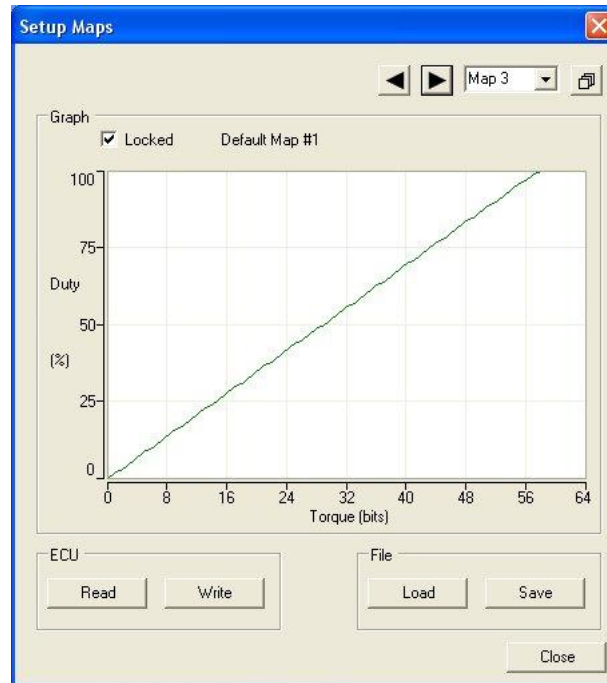 Setup Maps
Map 3
Graph
Locked Default Map #1
100
75
Duty
50
(%)
25
0
0 8 16 24 32 40 48 56 64
Torque (bits)
ECU File
Read Write Load Save
Close